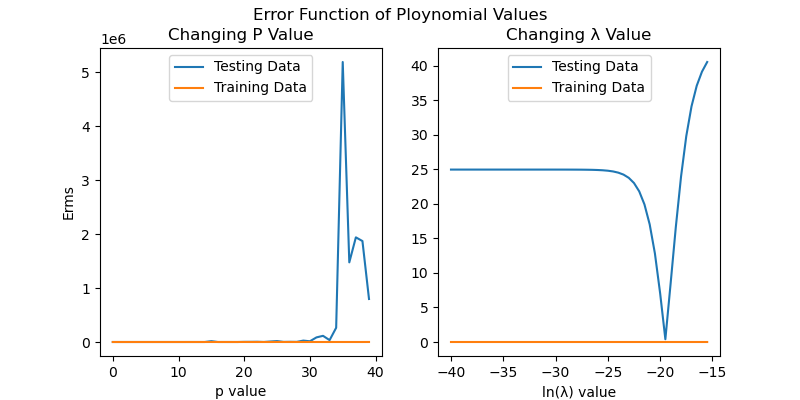 Error Function of Ploynomial Values
Changing P Value
1e6
Testing Data
Training Data
5
4
3
2
1
0
Erms
0
10
20
30
40
p value
Changing λ Value
Testing Data
Training Data
40
35
30
25
20
15
10
5
0
−40
−35
−30
−25
−20
−15
ln(λ) value